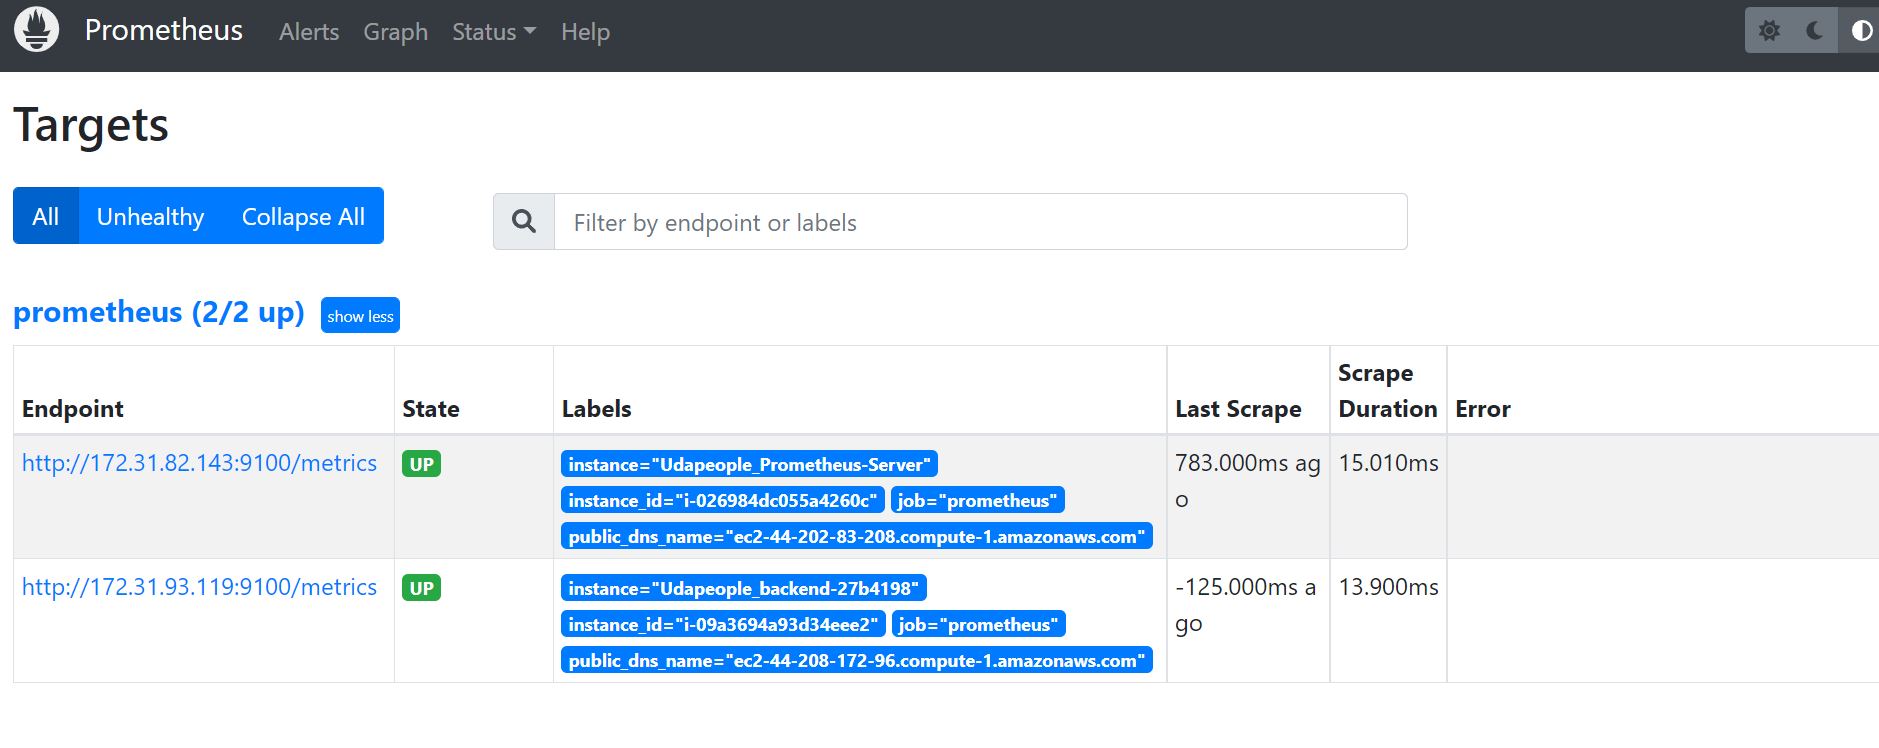 Prometheus Alerts Graph Status Help
Targets
All Unhealthy Collapse All
Filter by endpoint or labels
prometheus (2/2 up) show less
Endpoint State Labels Last Scrape Scrape Duration Error
http://172.31.82.143:9100/metrics UP
instance="Udapeople_Prometheus-Server"
instance_id="i-026984dc055a4260c" job="prometheus"
public_dns_name="ec2-44-202-83-208.compute-1.amazonaws.com"
783.000ms ag
o
15.010ms
http://172.31.93.119:9100/metrics UP
instance="Udapeople_backend-27b4198"
instance_id="i-09a3694a93d34eee2" job="prometheus"
public_dns_name="ec2-44-208-172-96.compute-1.amazonaws.com"
-125.000ms a
go
13.900ms